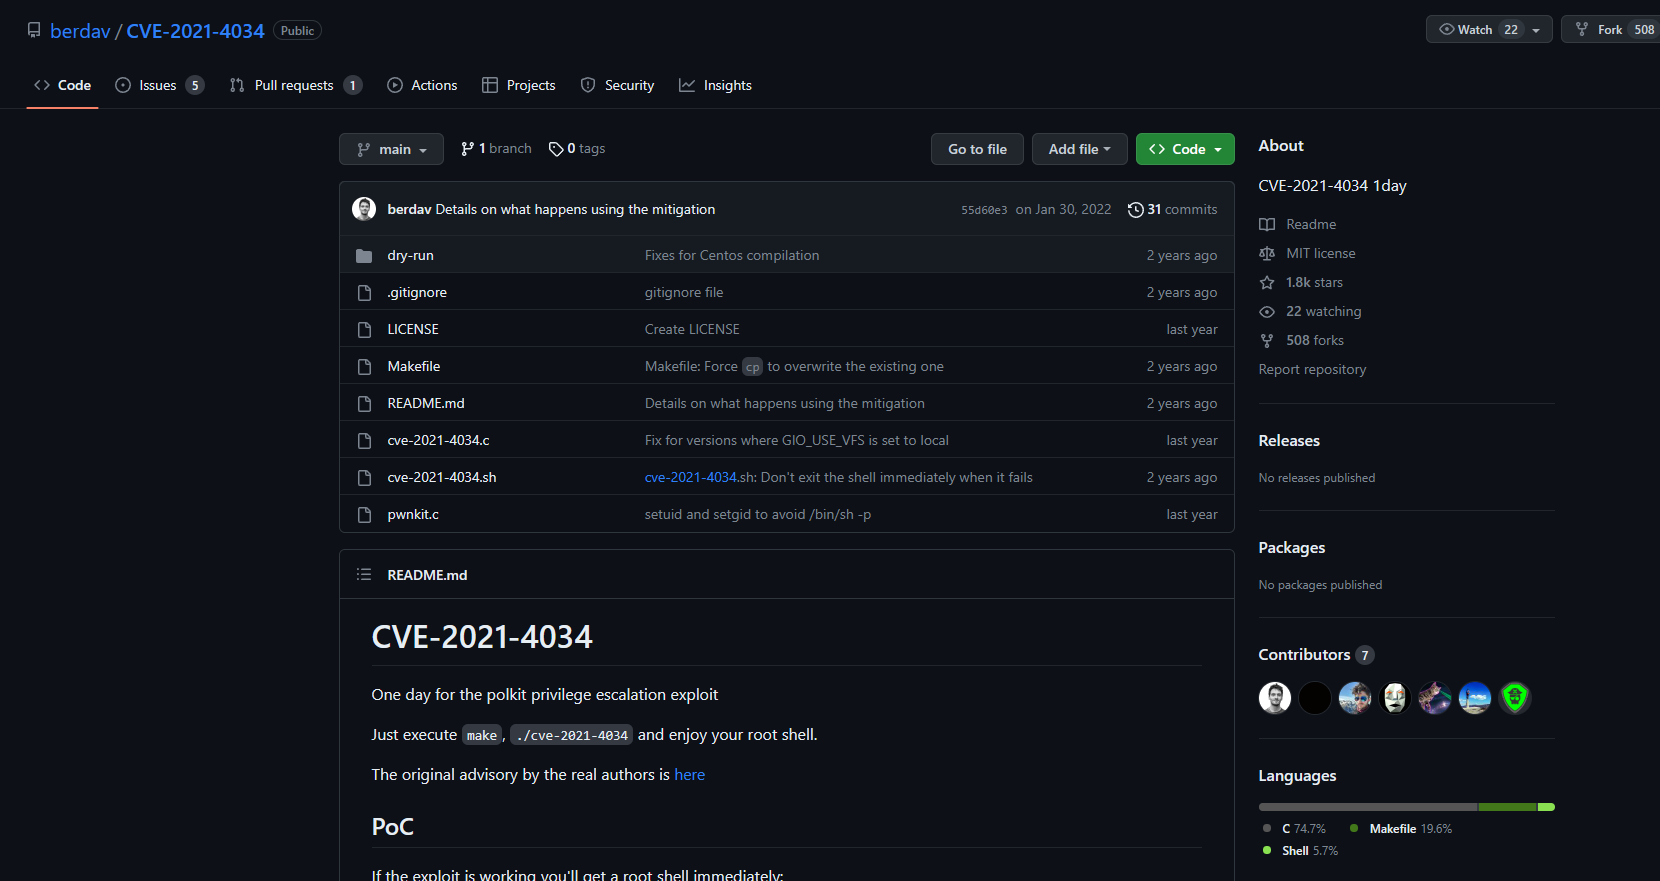 berdav / CVE-2021-4034 Public
Watch 22 Fork 508
Code Issues 5 Pull requests 1 Actions Projects Security Insights
main 1 branch 0 tags Go to file Add file Code
berdav Details on what happens using the mitigation 55d60e3 on Jan 30, 2022 31 commits
dry-run Fixes for Centos compilation 2 years ago
.gitignore gitignore file 2 years ago
LICENSE Create LICENSE last year
Makefile Makefile: Force cp to overwrite the existing one 2 years ago
README.md Details on what happens using the mitigation 2 years ago
cve-2021-4034.c Fix for versions where GIO_USE_VFS is set to local last year
cve-2021-4034.sh cve-2021-4034.sh: Don't exit the shell immediately when it fails 2 years ago
pwnkit.c setuid and setgid to avoid /bin/sh -p last year
README.md
CVE-2021-4034
One day for the polkit privilege escalation exploit
Just execute make, ./cve-2021-4034 and enjoy your root shell.
The original advisory by the real authors is here
PoC
If the exploit is working you'll get a root shell immediately:
About
CVE-2021-4034 1day
Readme
MIT license
1.8k stars
22 watching
508 forks
Report repository
Releases
No releases published
Packages
No packages published
Contributors 7
Languages
C 74.7% Makefile 19.6%
Shell 5.7%